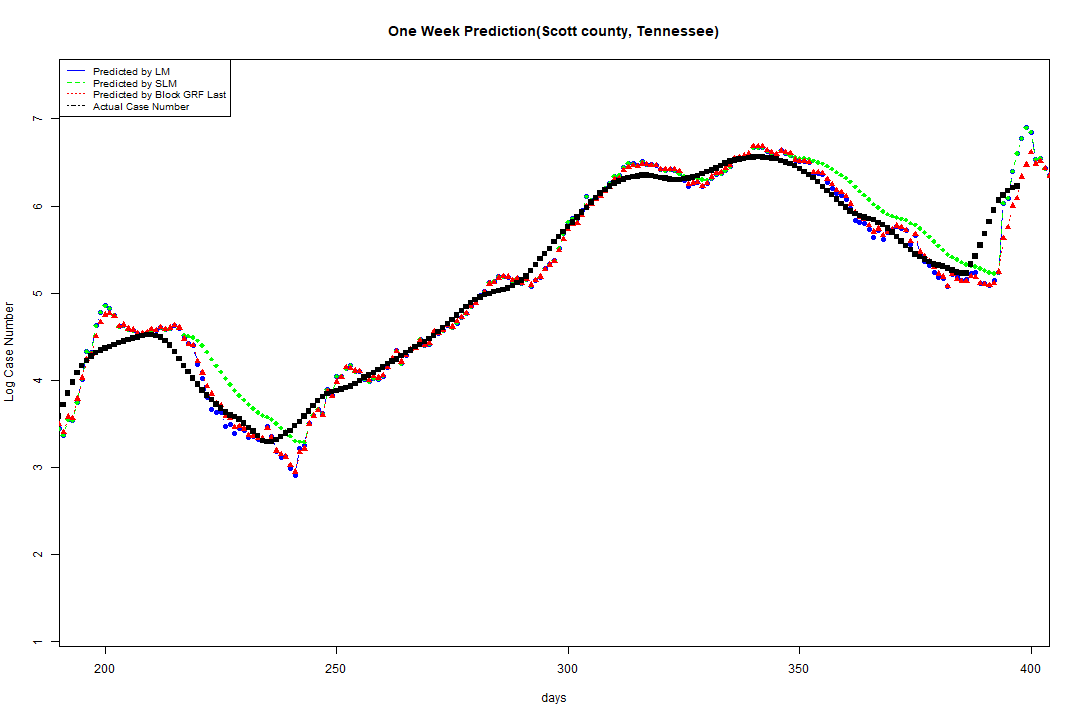 One Week Prediction(Scott county, Tennessee)
Predicted by LM
Predicted by SLM
Predicted by Block GRF Last
Actual Case Number
7
6
5
4
3
2
1
Log Case Number
200 250 300 350 400
days